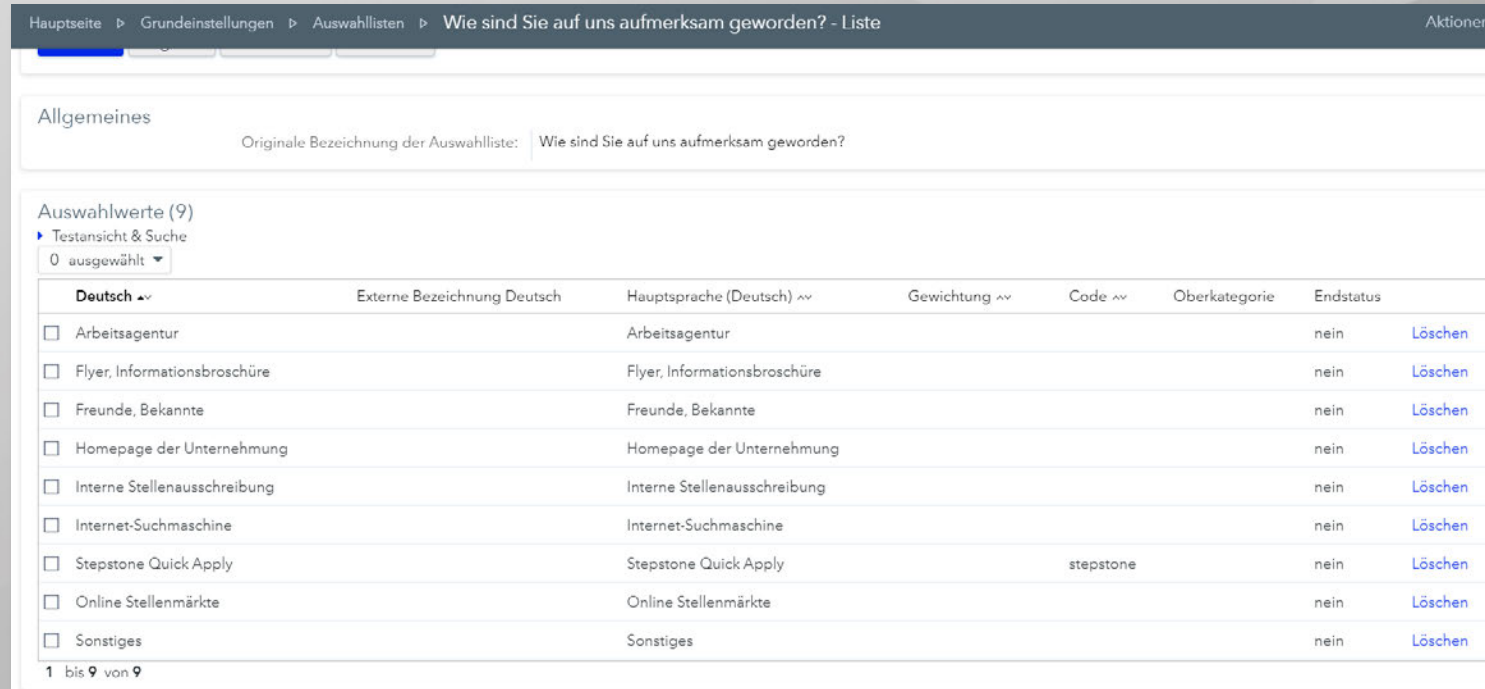 Hauptseite ▷ Grundeinstellungen ▷ Auswahllisten ▷ Wie sind Sie auf uns aufmerksam geworden? - Liste
Allgemeines
Originale Bezeichnung der Auswahlliste: Wie sind Sie auf uns aufmerksam geworden?
Auswahlwerte (9)
Testansicht & Suche
0 ausgewählt
Deutsch Externe Bezeichnung Deutsch Hauptsprache (Deutsch) Gewichtung Code Oberkategorie Endstatus
Arbeitsagentur Arbeitsagentur nein Löschen
Flyer, Informationsbroschüre Flyer, Informationsbroschüre nein Löschen
Freunde, Bekannte Freunde, Bekannte nein Löschen
Homepage der Unternehmung Homepage der Unternehmung nein Löschen
Interne Stellenausschreibung Interne Stellenausschreibung nein Löschen
Internet-Suchmaschine Internet-Suchmaschine nein Löschen
Stepstone Quick Apply Stepstone Quick Apply stepstone nein Löschen
Online Stellenmärkte Online Stellenmärkte nein Löschen
Sonstiges Sonstiges nein Löschen
1 bis 9 von 9